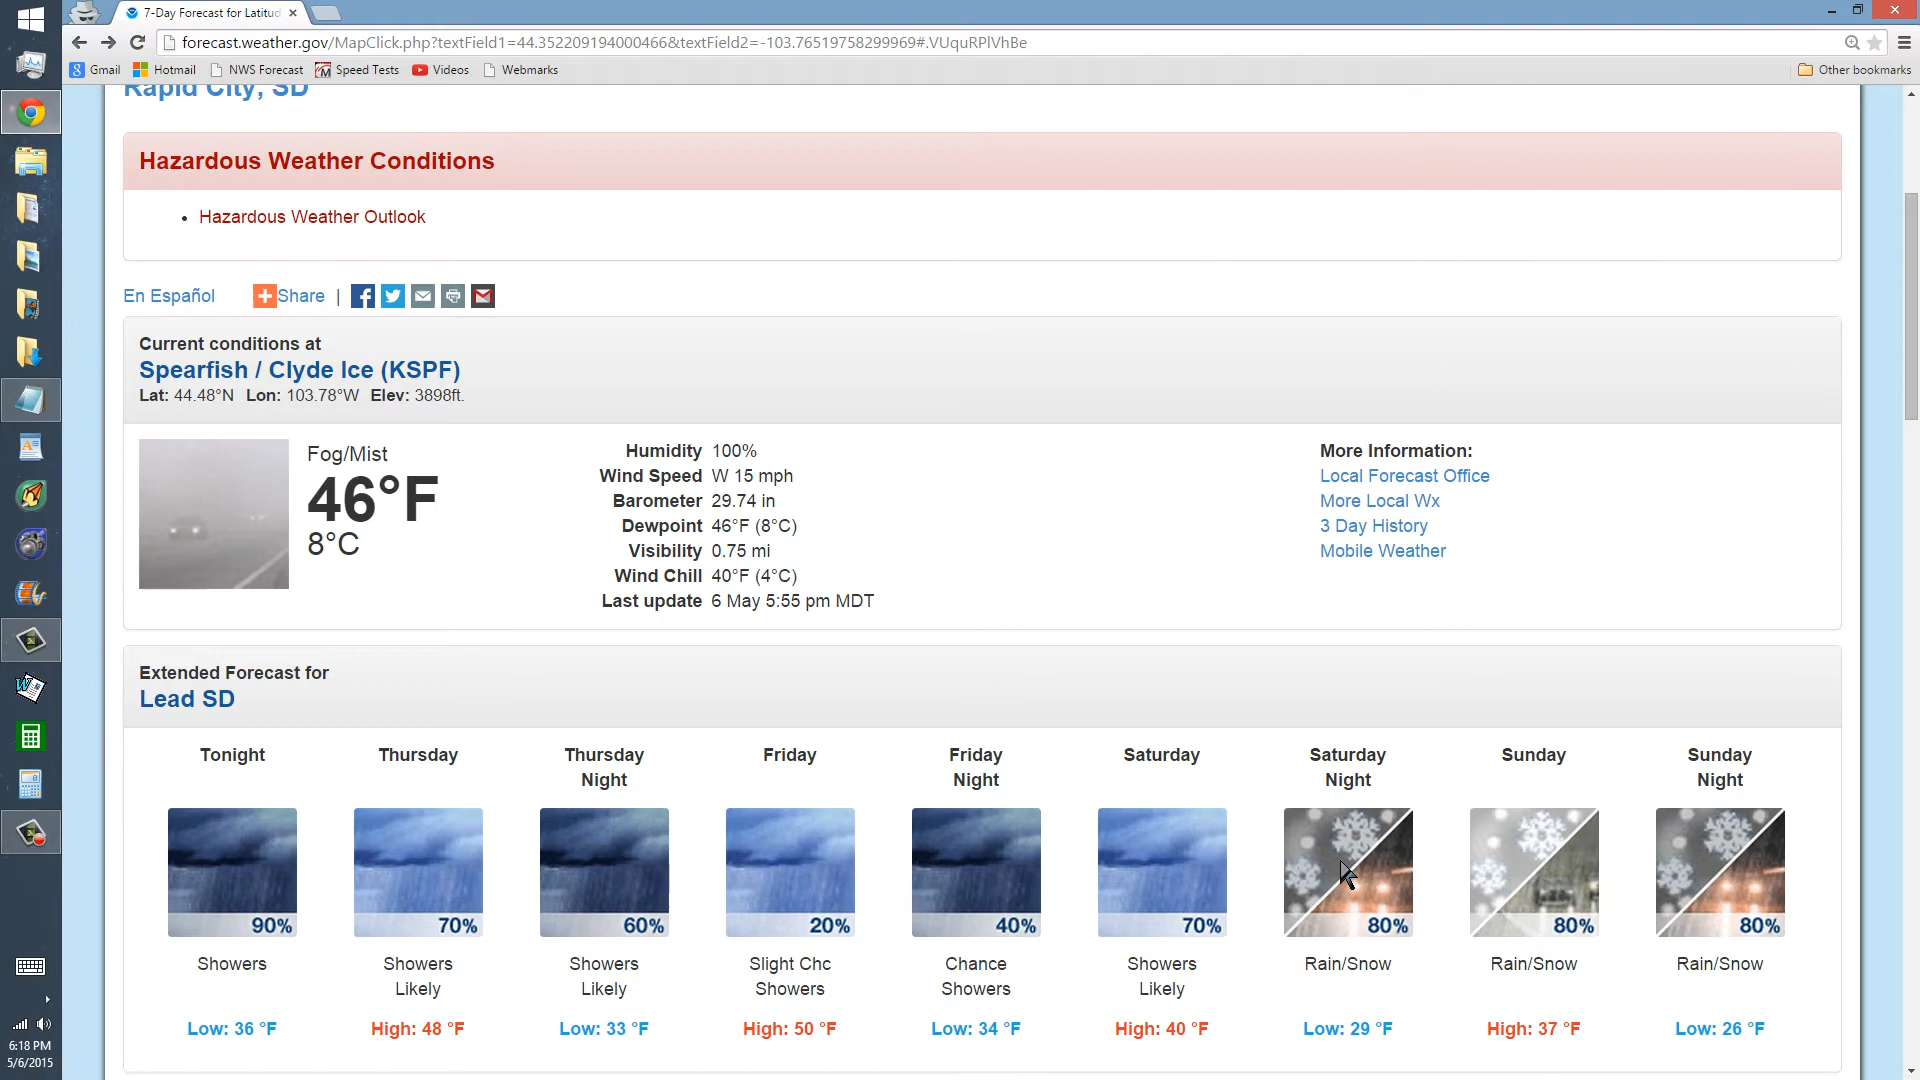 7-Day Forecast for Latitud
forecast.weather.gov/MapClick.php?textField1=44.352209194000466&textField2=-103.76519758299969#.VUquRPlVhBe
Gmail Hotmail NWS Forecast Speed Tests Videos Webmarks Other bookmarks
Rapid City, SD
Hazardous Weather Conditions
Hazardous Weather Outlook
En Español Share |
Current conditions at
Spearfish / Clyde Ice (KSPF)
Lat: 44.48°N Lon: 103.78°W Elev: 3898ft.
Fog/Mist
46°F
8°C
Humidity 100%
Wind Speed W 15 mph
Barometer 29.74 in
Dewpoint 46°F (8°C)
Visibility 0.75 mi
Wind Chill 40°F (4°C)
Last update 6 May 5:55 pm MDT
More Information:
Local Forecast Office
More Local Wx
3 Day History
Mobile Weather
Extended Forecast for
Lead SD
Tonight
90%
Showers
Low: 36 °F
Thursday
70%
Showers
Likely
High: 48 °F
Thursday
Night
60%
Showers
Likely
Low: 33 °F
Friday
20%
Slight Chc
Showers
High: 50 °F
Friday
Night
40%
Chance
Showers
Low: 34 °F
Saturday
70%
Showers
Likely
High: 40 °F
Saturday
Night
80%
Rain/Snow
Low: 29 °F
Sunday
80%
Rain/Snow
High: 37 °F
Sunday
Night
80%
Rain/Snow
Low: 26 °F
6:18 PM
5/6/2015